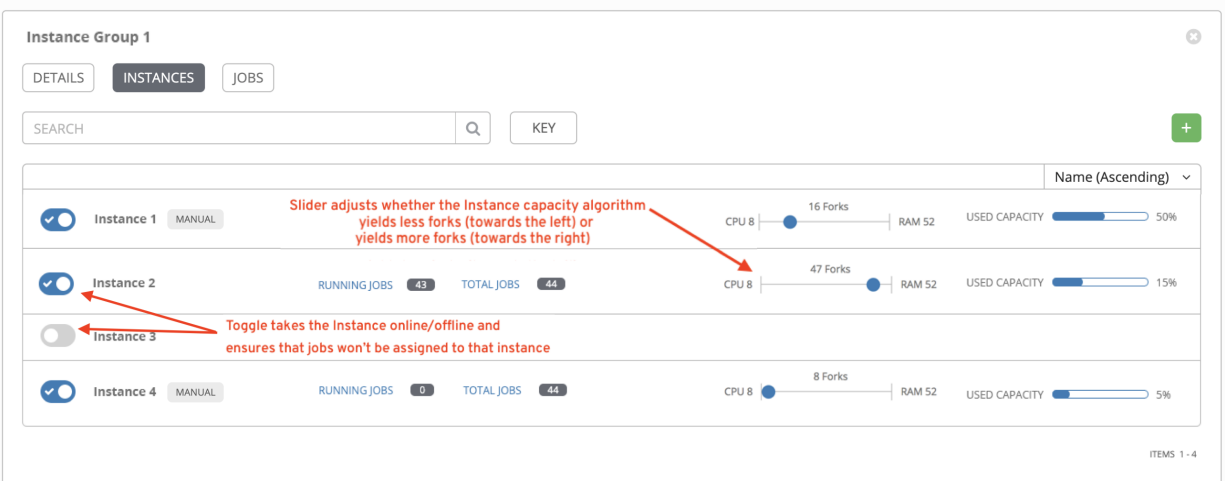 Instance Group 1
DETAILS INSTANCES JOBS
SEARCH KEY +
Name (Ascending)
Slider adjusts whether the Instance capacity algorithm
yields less forks (towards the left) or
yields more forks (towards the right)
Instance 1 MANUAL CPU 8 16 Forks RAM 52 USED CAPACITY 50%
Instance 2 RUNNING JOBS 43 TOTAL JOBS 44 CPU 8 47 Forks RAM 52 USED CAPACITY 15%
Toggle takes the Instance online/offline and
ensures that jobs won't be assigned to that instance
Instance 3
Instance 4 MANUAL RUNNING JOBS 0 TOTAL JOBS 44 CPU 8 8 Forks RAM 52 USED CAPACITY 5%
ITEMS 1 - 4